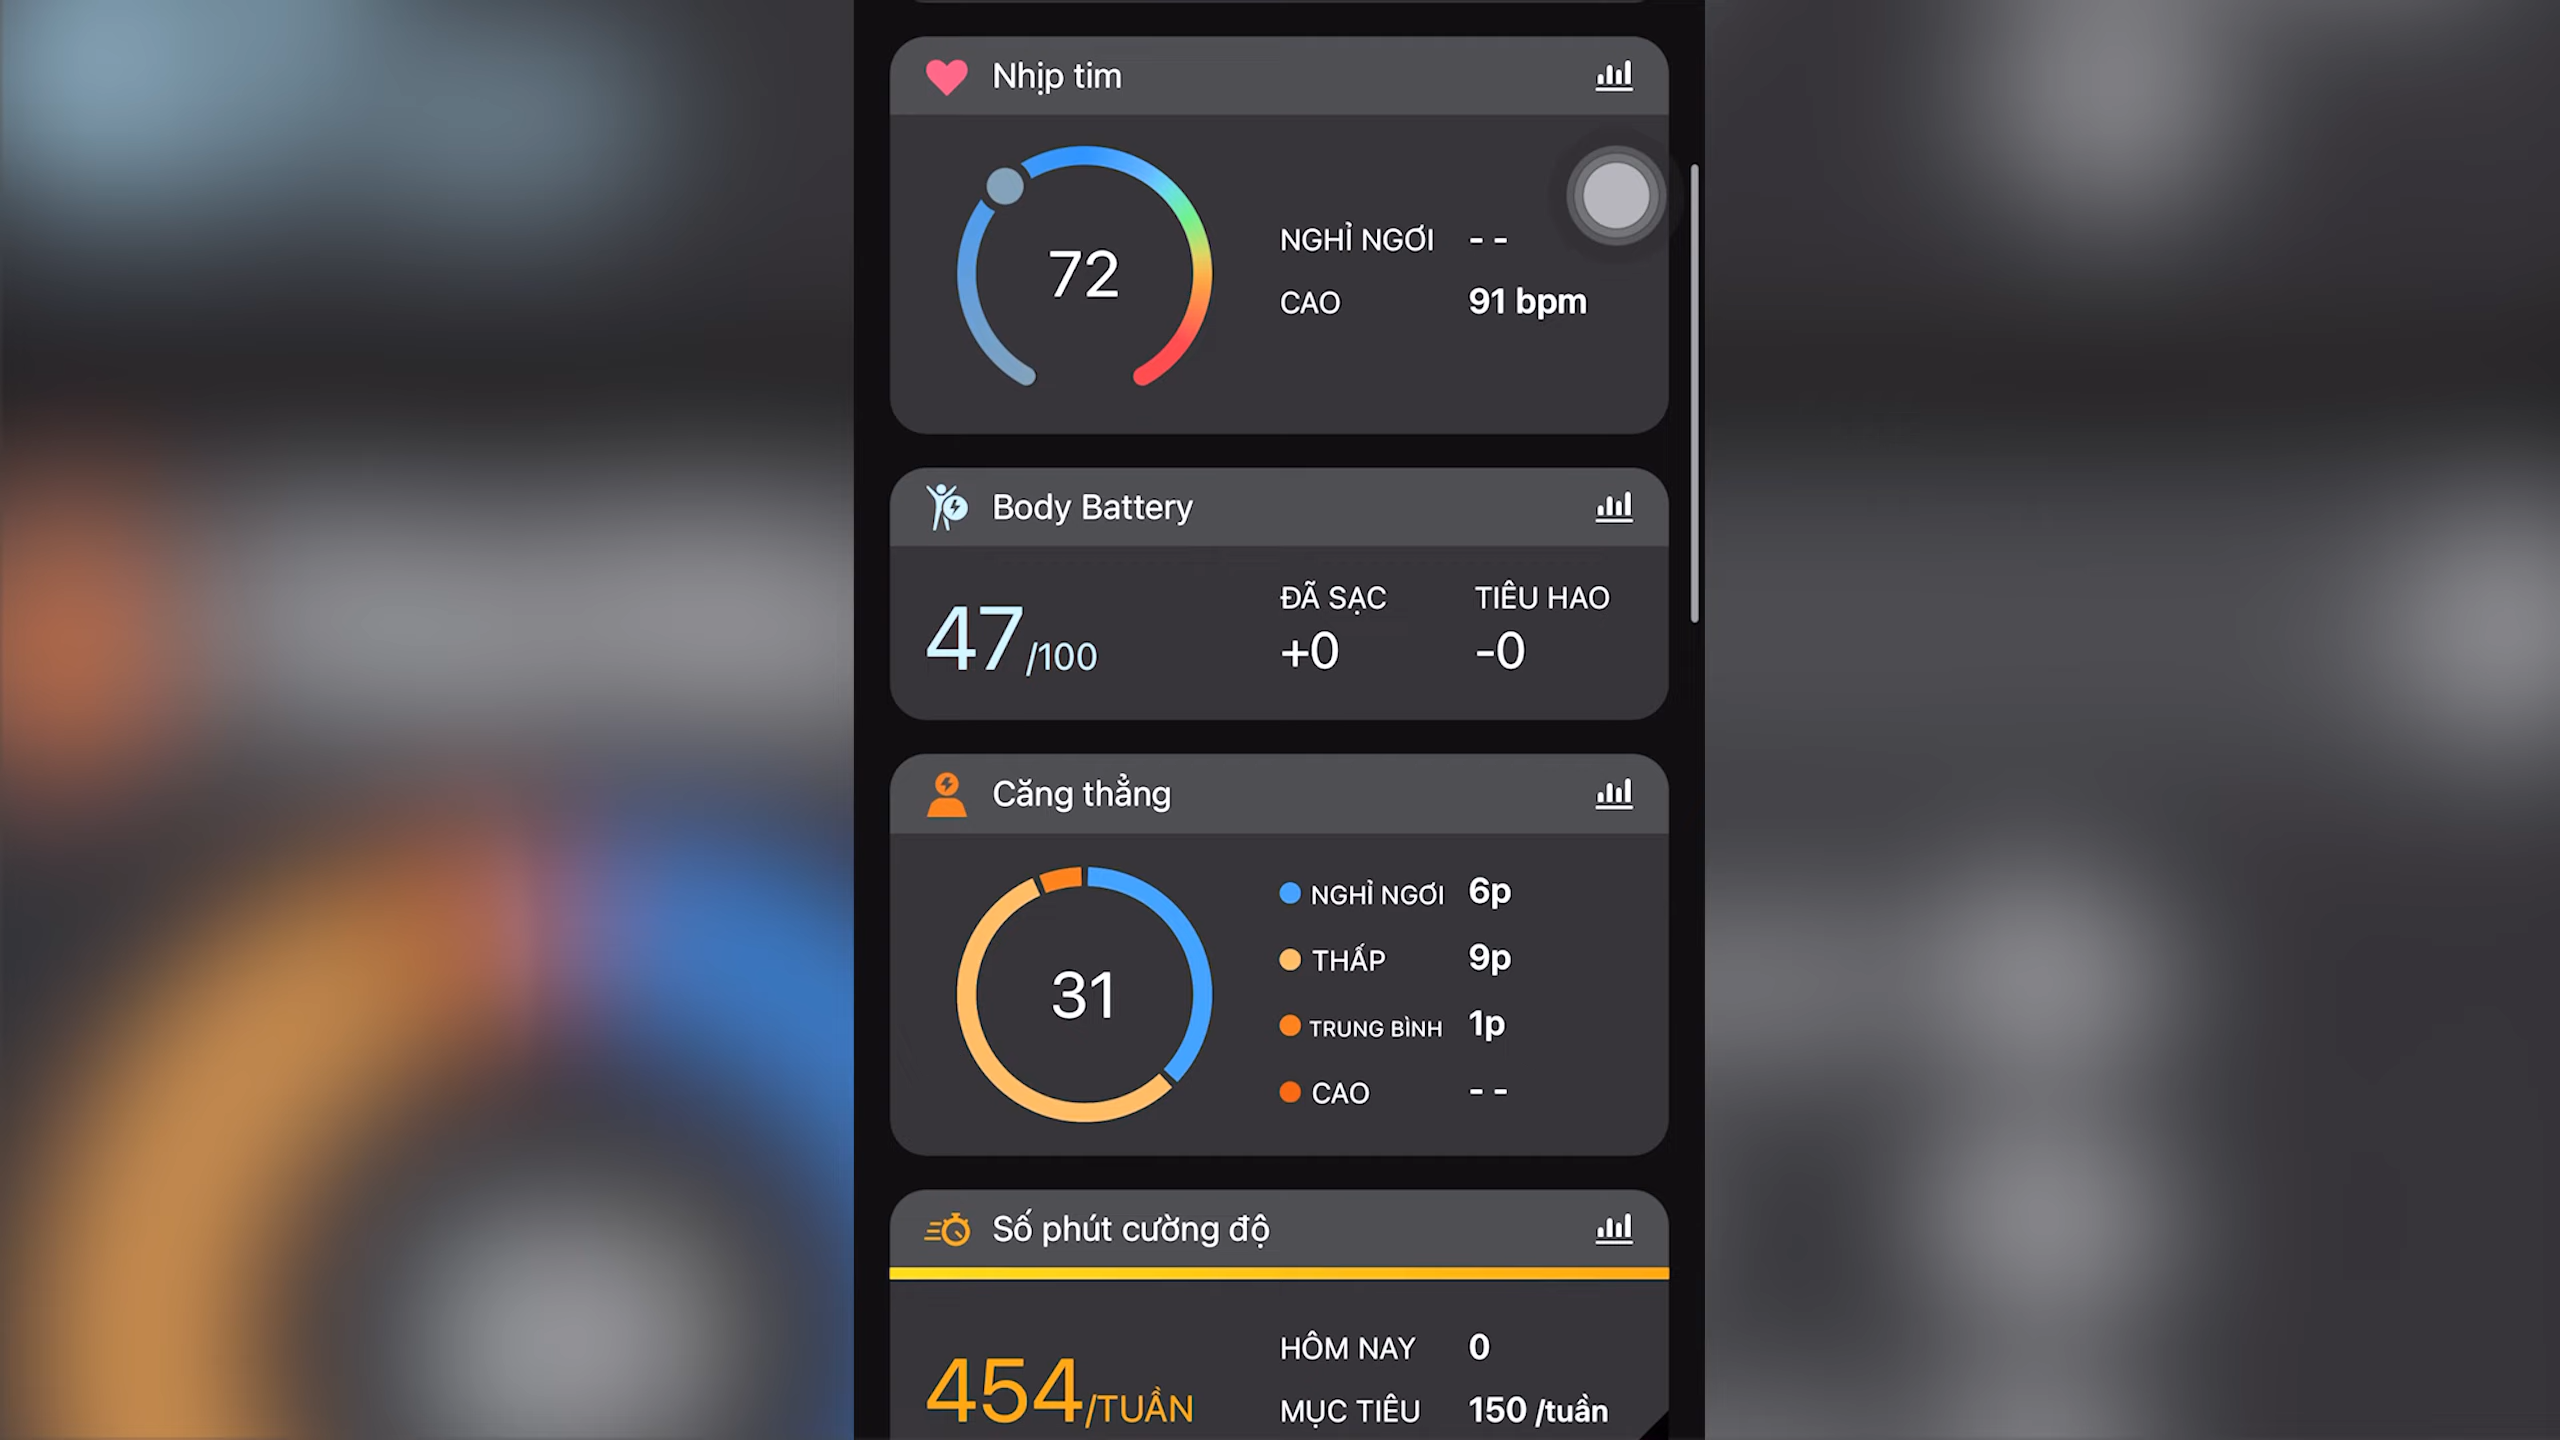 Nhịp tim
72
NGHỈ NGƠI - -
CAO 91 bpm
Body Battery
47/100
ĐÃ SẠC TIÊU HAO
+0 -0
Căng thẳng
31
NGHỈ NGƠI 6p
THẤP 9p
TRUNG BÌNH 1p
CAO - -
Số phút cường độ
454/TUẦN
HÔM NAY 0
MỤC TIÊU 150 /tuần